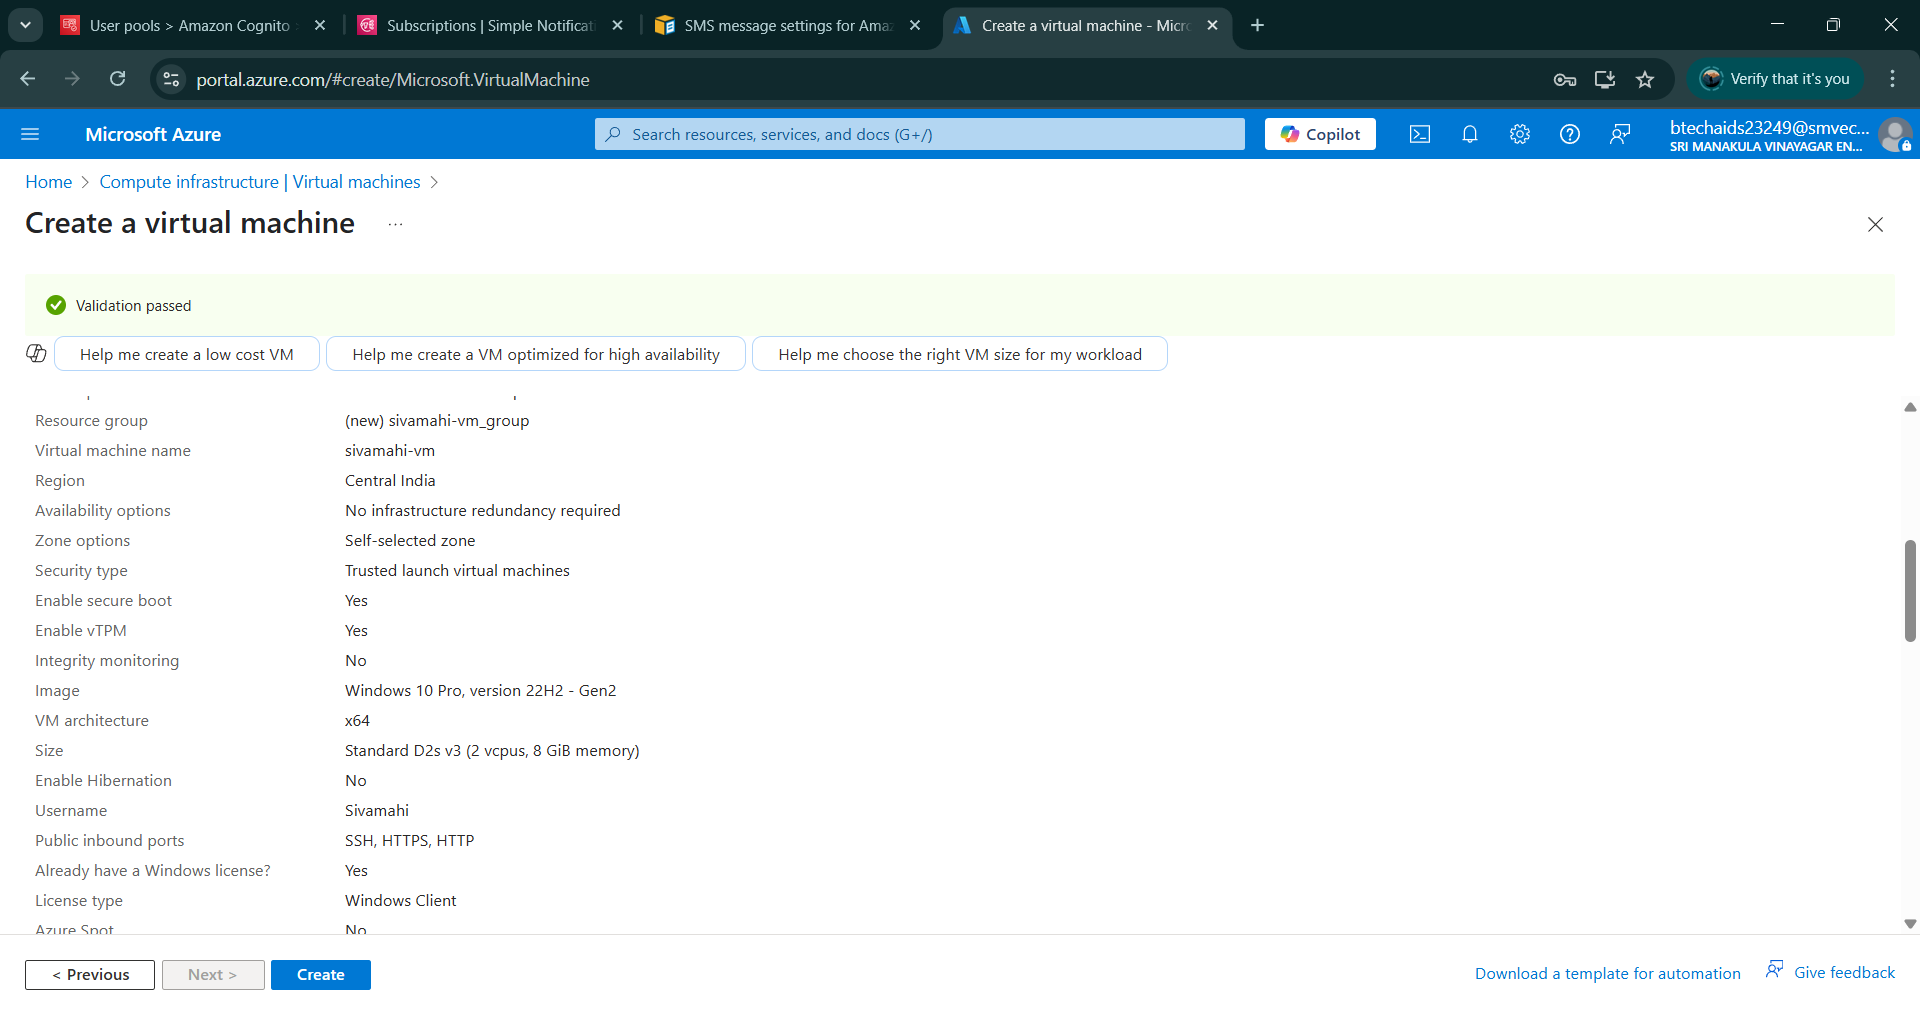 User pools > Amazon Cognito
Subscriptions | Simple Notificati
SMS message settings for Amaz
Create a virtual machine - Micro
portal.azure.com/#create/Microsoft.VirtualMachine
Verify that it's you
Microsoft Azure
Search resources, services, and docs (G+/)
Copilot
btechaids23249@smvec...
SRI MANAKULA VINAYAGAR EN...
Home > Compute infrastructure | Virtual machines >
Create a virtual machine ...
Validation passed
Help me create a low cost VM
Help me create a VM optimized for high availability
Help me choose the right VM size for my workload
Resource group (new) sivamahi-vm_group
Virtual machine name sivamahi-vm
Region Central India
Availability options No infrastructure redundancy required
Zone options Self-selected zone
Security type Trusted launch virtual machines
Enable secure boot Yes
Enable vTPM Yes
Integrity monitoring No
Image Windows 10 Pro, version 22H2 - Gen2
VM architecture x64
Size Standard D2s v3 (2 vcpus, 8 GiB memory)
Enable Hibernation No
Username Sivamahi
Public inbound ports SSH, HTTPS, HTTP
Already have a Windows license? Yes
License type Windows Client
Azure Spot No
< Previous
Next >
Create
Download a template for automation
Give feedback